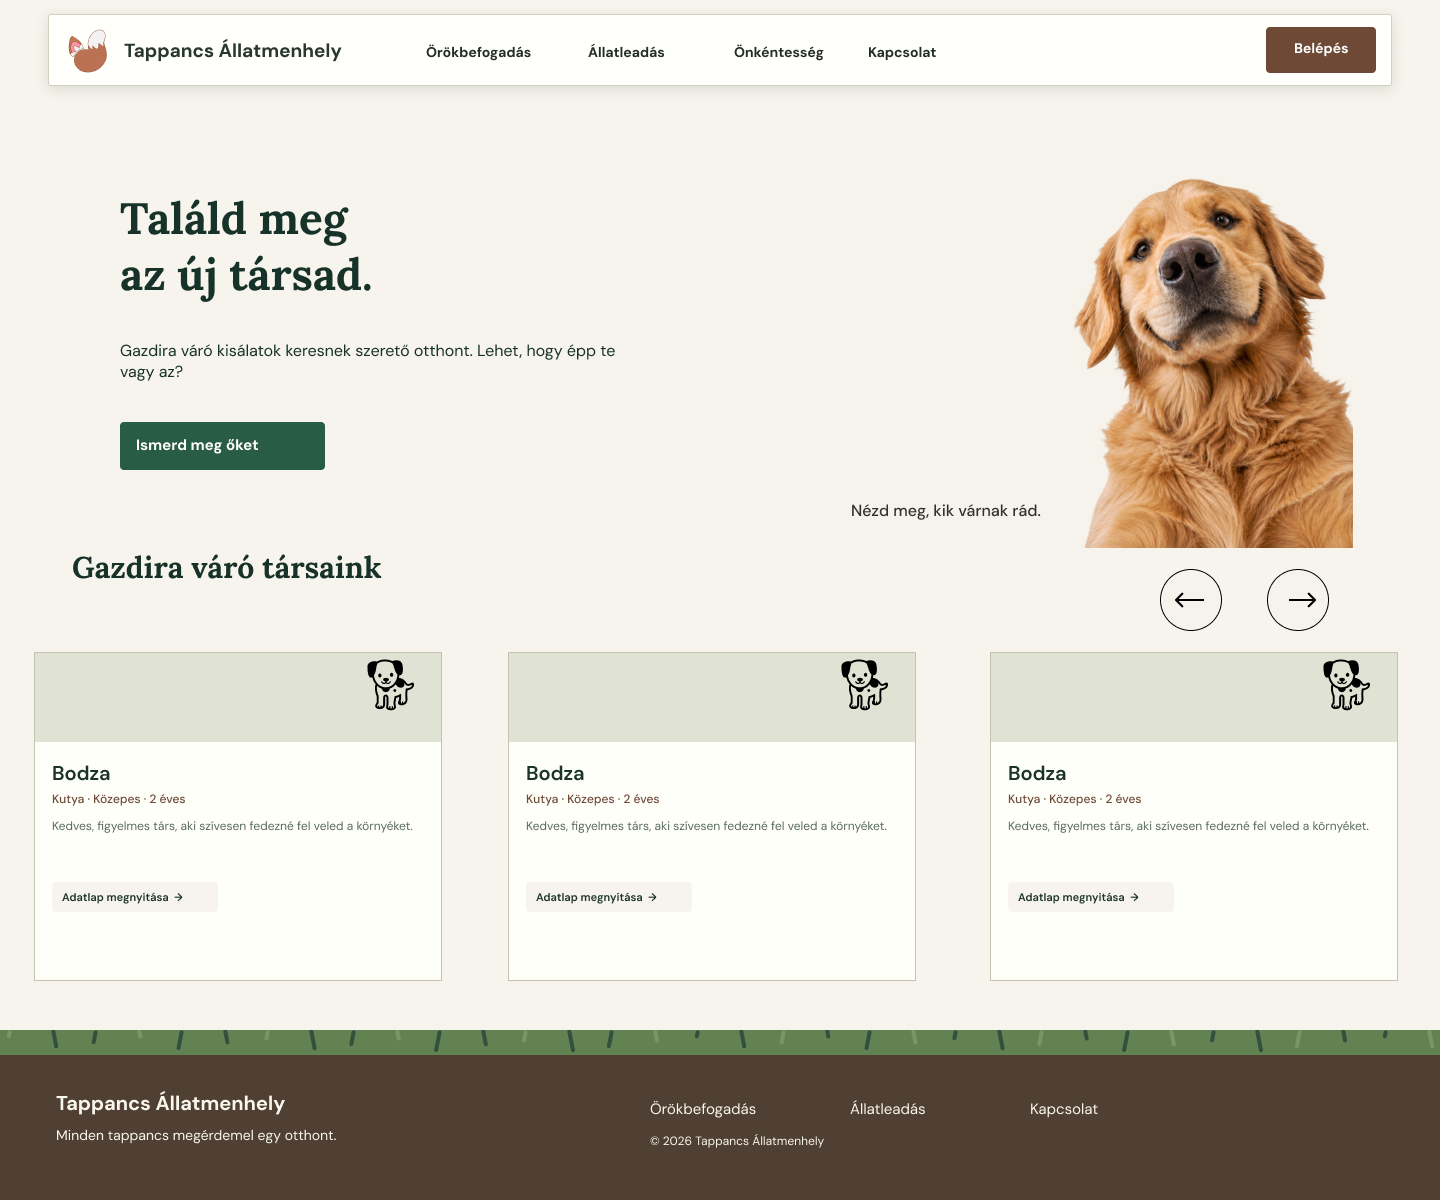 Tappancs Állatmenhely
Örökbefogadás
Állatleadás
Önkéntesség
Kapcsolat
Belépés
Találd meg
az új társad.
Gazdira váró kisálatok keresnek szerető otthont. Lehet, hogy épp te
vagy az?
Ismerd meg őket
Nézd meg, kik várnak rád.
Gazdira váró társaink
Bodza
Kutya · Közepes · 2 éves
Kedves, figyelmes társ, aki szívesen fedezné fel veled a környéket.
Adatlap megnyitása →
Bodza
Kutya · Közepes · 2 éves
Kedves, figyelmes társ, aki szívesen fedezné fel veled a környéket.
Adatlap megnyitása →
Bodza
Kutya · Közepes · 2 éves
Kedves, figyelmes társ, aki szívesen fedezné fel veled a környéket.
Adatlap megnyitása →
Tappancs Állatmenhely
Minden tappancs megérdemel egy otthont.
Örökbefogadás
Állatleadás
Kapcsolat
© 2026 Tappancs Állatmenhely